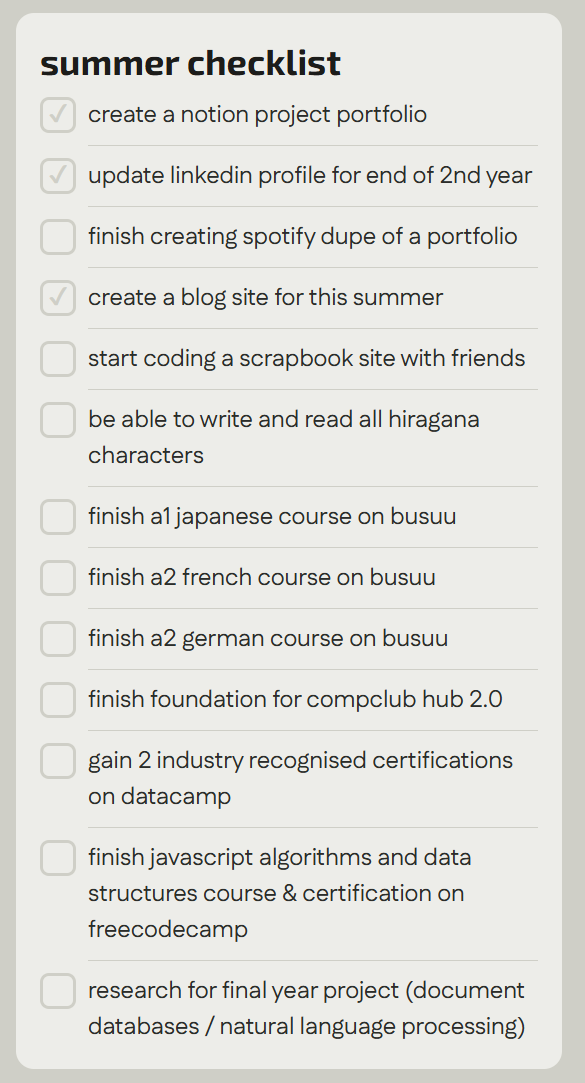 summer checklist
create a notion project portfolio
update linkedin profile for end of 2nd year
finish creating spotify dupe of a portfolio
create a blog site for this summer
start coding a scrapbook site with friends
be able to write and read all hiragana
characters
finish a1 japanese course on busuu
finish a2 french course on busuu
finish a2 german course on busuu
finish foundation for compclub hub 2.0
gain 2 industry recognised certifications
on datacamp
finish javascript algorithms and data
structures course & certification on
freecodecamp
research for final year project (document
databases / natural language processing)